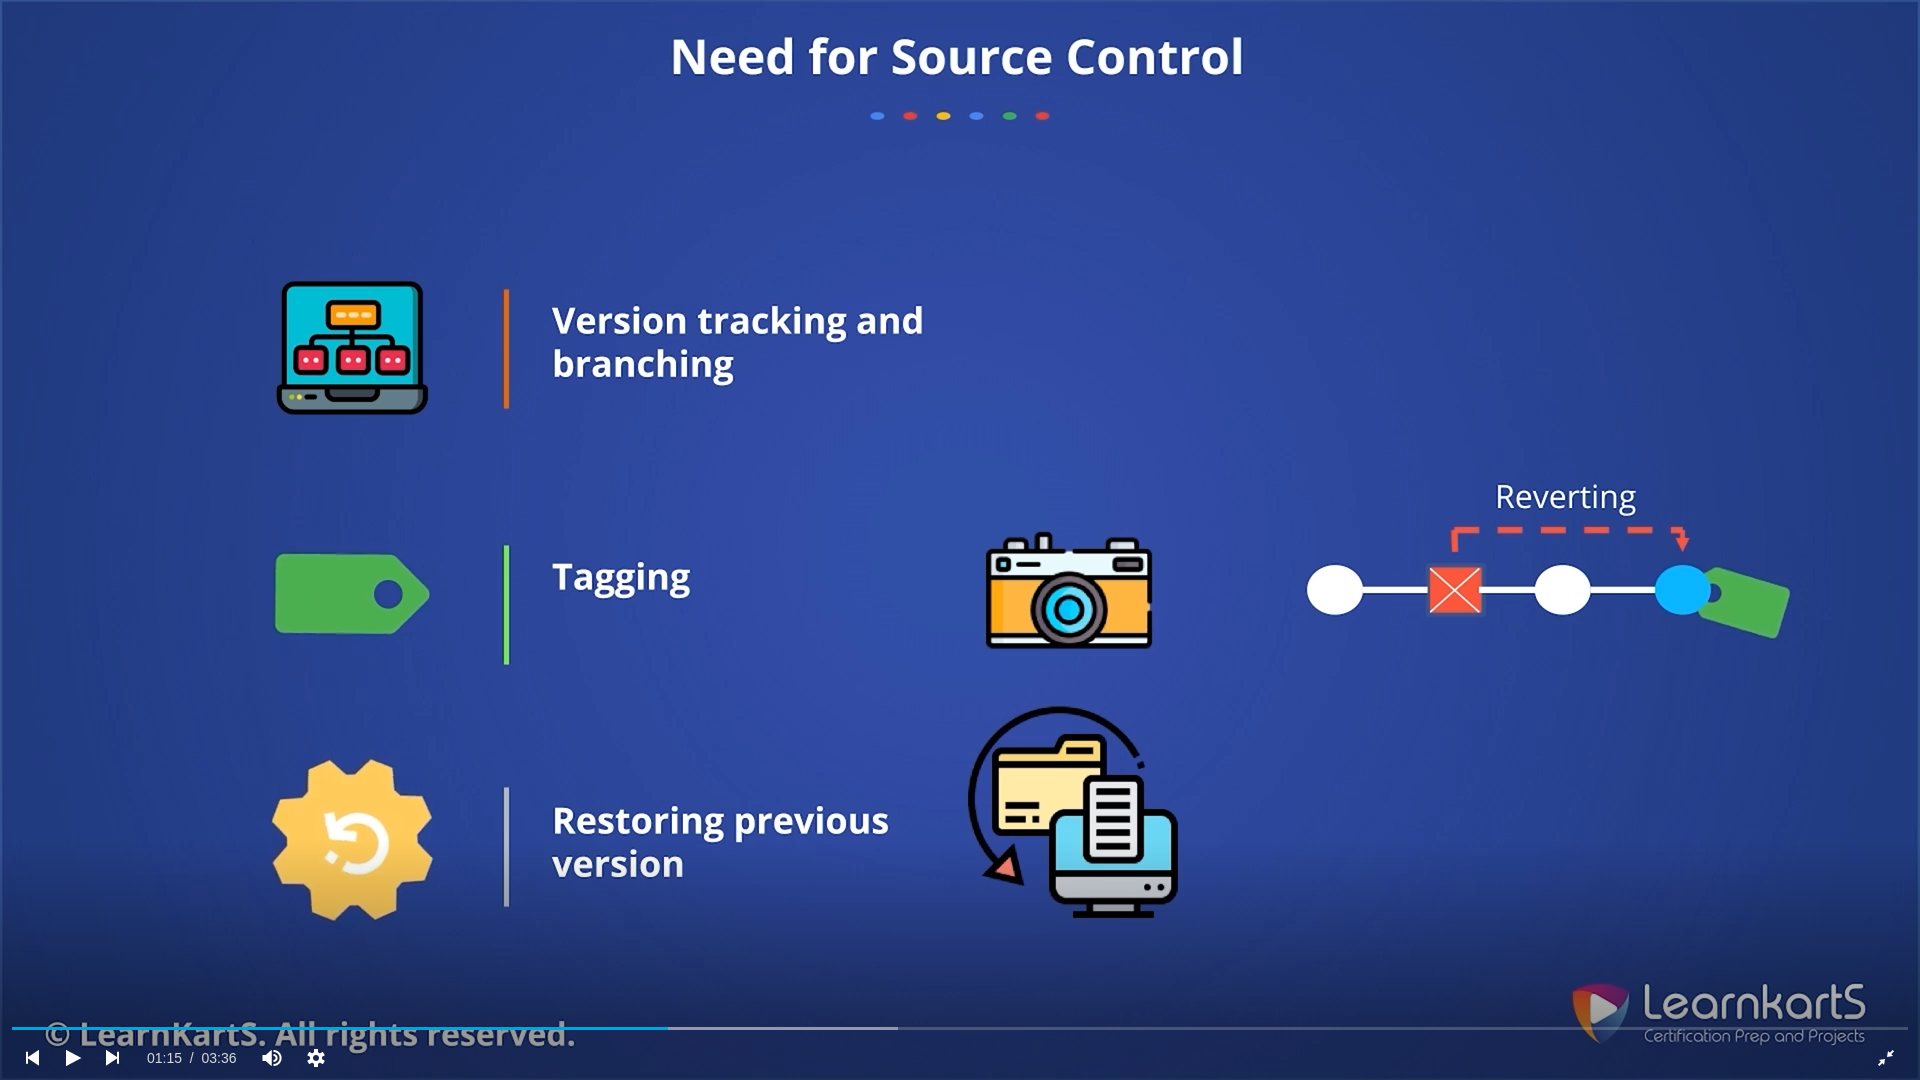 Need for Source Control
Version tracking and
branching
Reverting
Tagging
Restoring previous
version
LearnkartS
Certification Prep and Projects
© LearnKartS. All rights reserved.
01:15 / 03:36